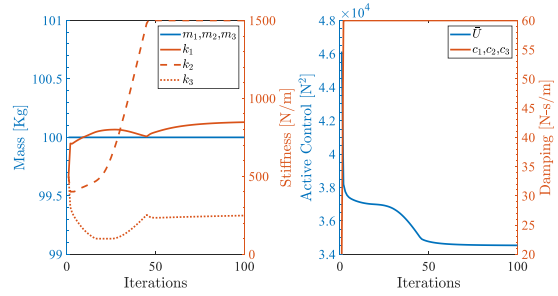 Mass [Kg]
101
100.5
100
99.5
99
0
50
100
Iterations
1500
1000
500
0
Stiffness [N/m]
m₁,m₂,m₃
k₁
k₂
k₃
×10⁴
Active Control [N²]
4.8
4.6
4.4
4.2
4
3.8
3.6
3.4
0
50
100
Iterations
60
55
50
45
40
35
30
25
20
Damping [N-s/m]
Ū
c₁,c₂,c₃